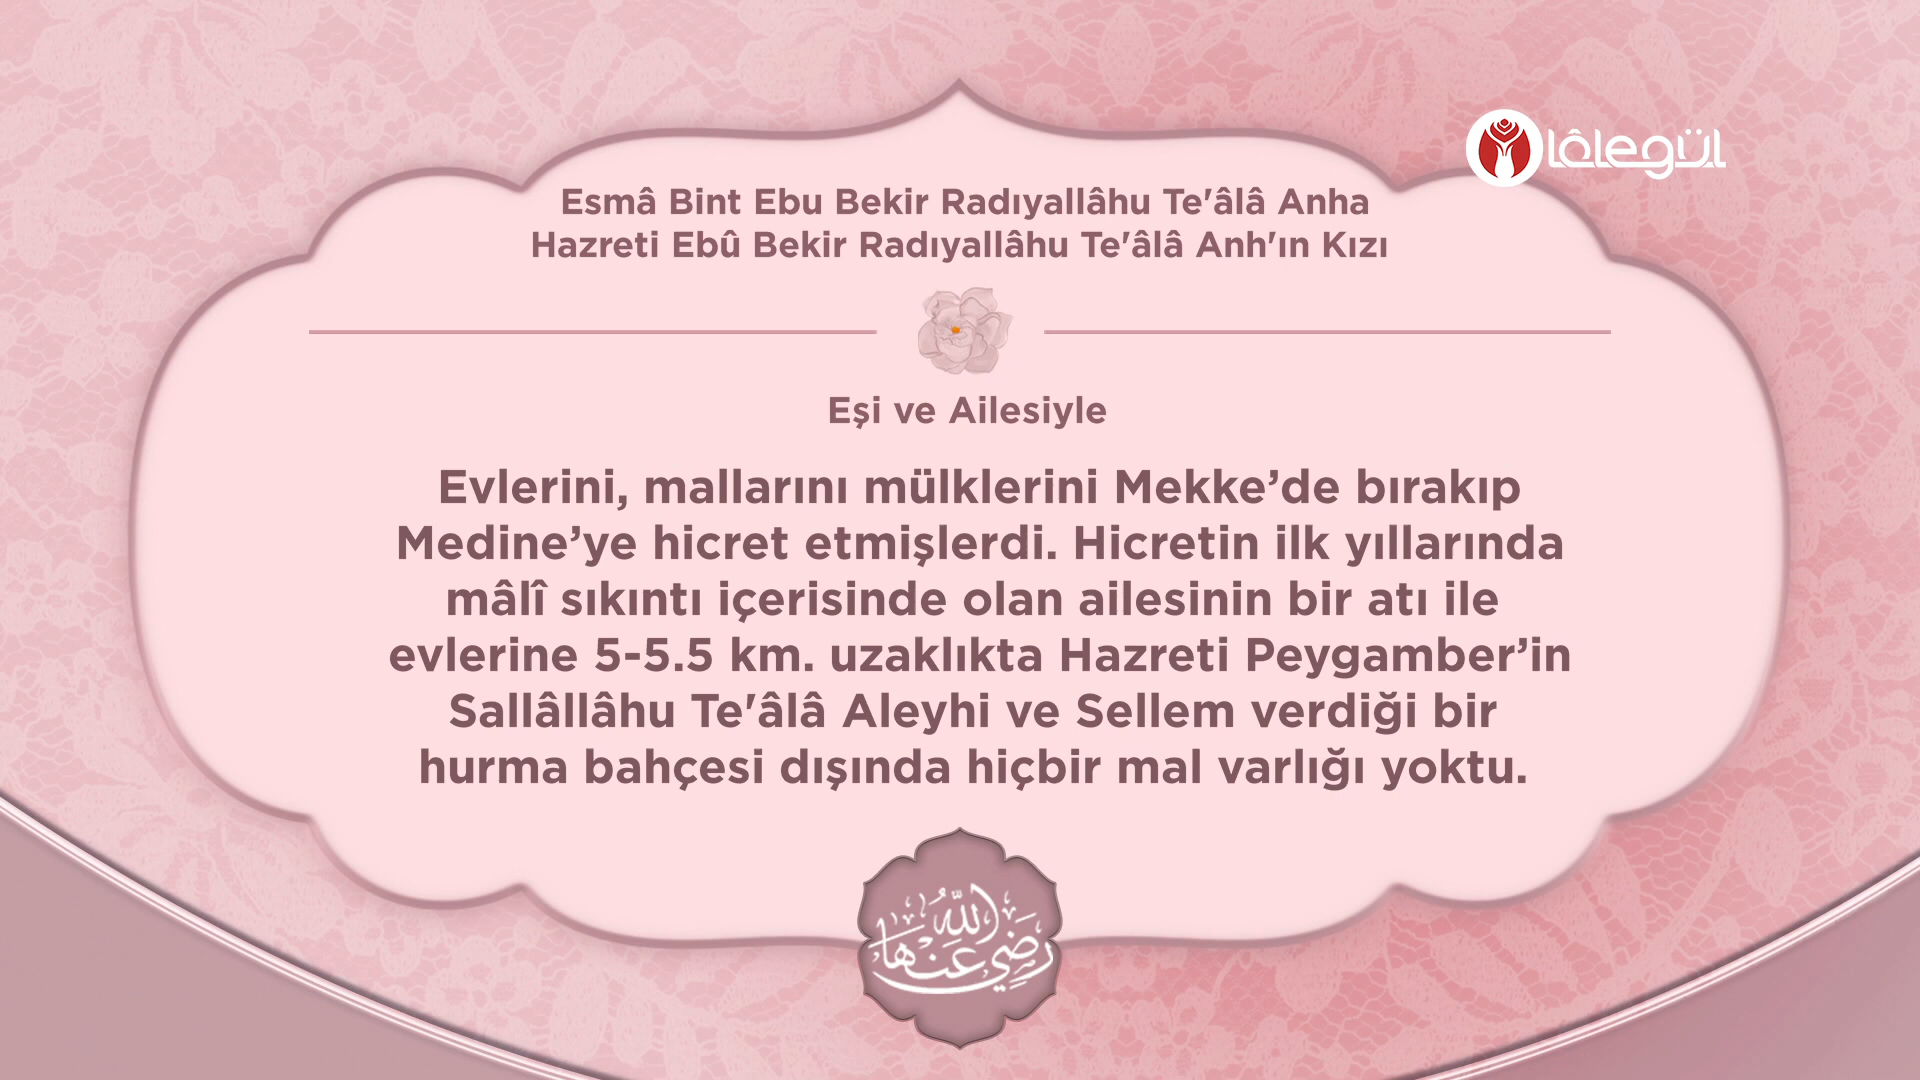 lâlegül
Esmâ Bint Ebu Bekir Radıyallâhu Te'âlâ Anha
Hazreti Ebû Bekir Radıyallâhu Te'âlâ Anh'ın Kızı
Eşi ve Ailesiyle
Evlerini, mallarını mülklerini Mekke’de bırakıp
Medine’ye hicret etmişlerdi. Hicretin ilk yıllarında
mâlî sıkıntı içerisinde olan ailesinin bir atı ile
evlerine 5-5.5 km. uzaklıkta Hazreti Peygamber’in
Sallâllâhu Te'âlâ Aleyhi ve Sellem verdiği bir
hurma bahçesi dışında hiçbir mal varlığı yoktu.
رَضِيَ اللهُ عَنْهَا